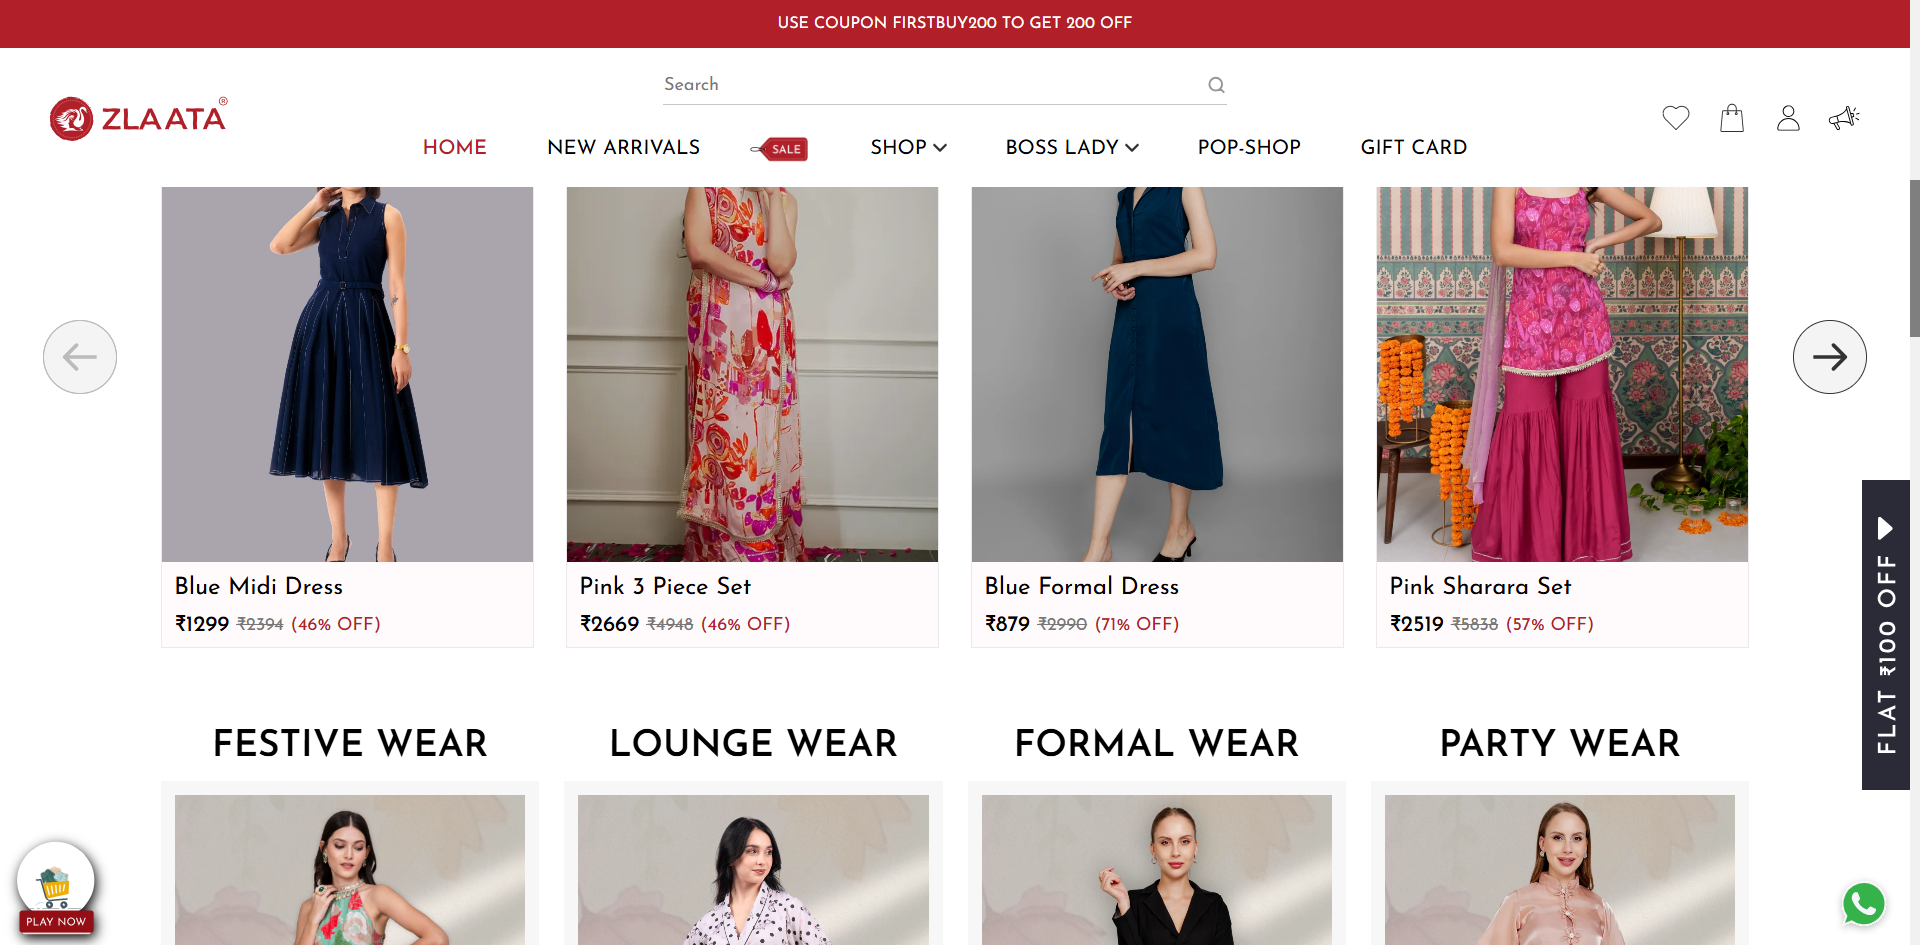 USE COUPON FIRSTBUY200 TO GET 200 OFF
Search
ZLAATA®
HOME
NEW ARRIVALS
SALE
SHOP
BOSS LADY
POP-SHOP
GIFT CARD
Blue Midi Dress
₹1299 ₹2394 (46% OFF)
Pink 3 Piece Set
₹2669 ₹4948 (46% OFF)
Blue Formal Dress
₹879 ₹2990 (71% OFF)
Pink Sharara Set
₹2519 ₹5838 (57% OFF)
FLAT ₹100 OFF
FESTIVE WEAR
LOUNGE WEAR
FORMAL WEAR
PARTY WEAR
PLAY NOW